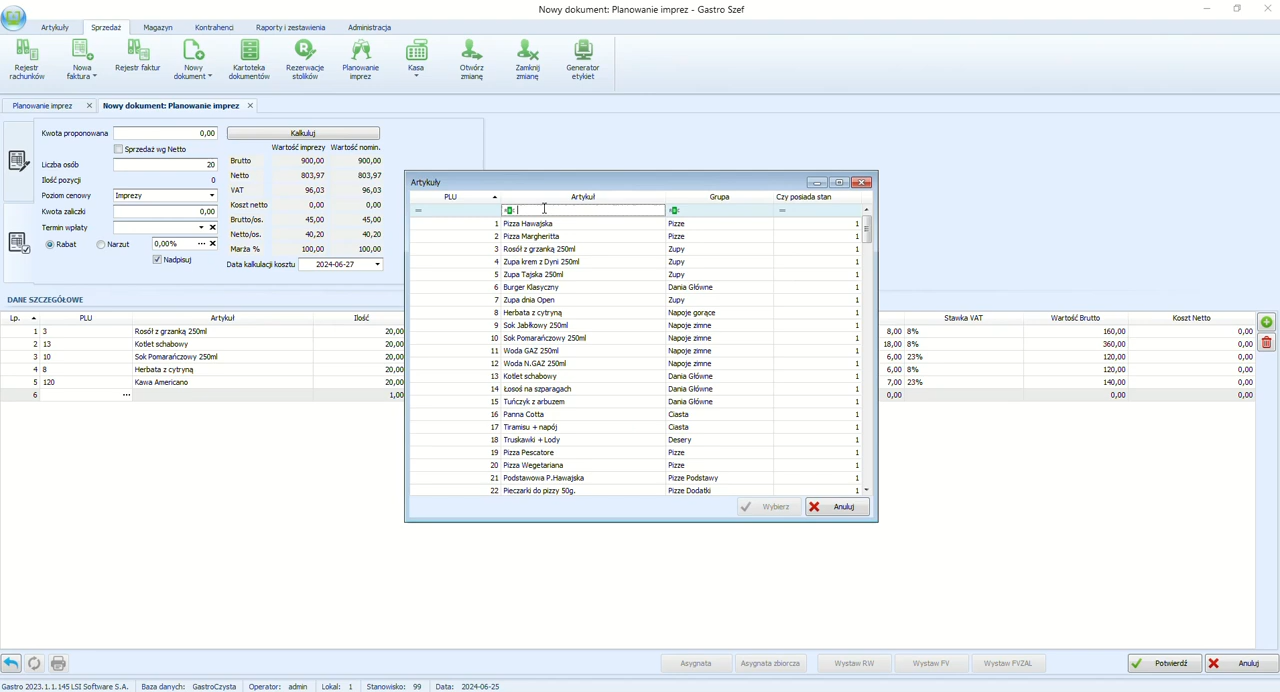 Nowy dokument: Planowanie imprez - Gastro Szef
Artykuły Sprzedaż Magazyn Kontrahenci Raporty i zestawienia Administracja
Rejestr rachunków
Nowa faktura
Rejestr faktur
Nowy dokument
Kartoteka dokumentów
Rezerwacje stolików
Planowanie imprez
Kasa
Otwórz zmianę
Zamknij zmianę
Generator etykiet
Planowanie imprez Nowy dokument: Planowanie imprez
Kwota proponowana 0,00 Kalkuluj
Sprzedaż wg Netto Wartość imprezy Wartość nomin.
Liczba osób 20 Brutto 900,00 900,00
Ilość pozycji 0 Netto 803,97 803,97
Poziom cenowy Imprezy VAT 96,03 96,03
Kwota zaliczki 0,00 Koszt netto 0,00 0,00
Termin wpłaty Brutto/os. 45,00 45,00
Rabat Narzut 0,00% Netto/os. 40,20 40,20
Marża % 100,00 100,00
Nadpisuj Data kalkulacji kosztu 2024-06-27
DANE SZCZEGÓŁOWE
Lp. PLU Artykuł Ilość Stawka VAT Wartość Brutto Koszt Netto
1 3 Rosół z grzanką 250ml 20,00 8,00 8% 160,00 0,00
2 13 Kotlet schabowy 20,00 18,00 8% 360,00 0,00
3 10 Sok Pomarańczowy 250ml 20,00 6,00 23% 120,00 0,00
4 8 Herbata z cytryną 20,00 6,00 8% 120,00 0,00
5 120 Kawa Americano 20,00 7,00 23% 140,00 0,00
6 1,00 0,00 0,00 0,00
Artykuły
PLU Artykuł Grupa Czy posiada stan
= =
1 Pizza Hawajska Pizze 1
2 Pizza Margheritta Pizze 1
3 Rosół z grzanką 250ml Zupy 1
4 Zupa krem z Dyni 250ml Zupy 1
5 Zupa Tajska 250ml Zupy 1
6 Burger Klasyczny Dania Główne 1
7 Zupa dnia Open Zupy 1
8 Herbata z cytryną Napoje gorące 1
9 Sok Jabłkowy 250ml Napoje zimne 1
10 Sok Pomarańczowy 250ml Napoje zimne 1
11 Woda GAZ 250ml Napoje zimne 1
12 Woda N.GAZ 250ml Napoje zimne 1
13 Kotlet schabowy Dania Główne 1
14 Łosoś na szparagach Dania Główne 1
15 Tuńczyk z arbuzem Dania Główne 1
16 Panna Cotta Ciasta 1
17 Tiramisu + napój Ciasta 1
18 Truskawki + Lody Desery 1
19 Pizza Pescatore Pizze 1
20 Pizza Wegetariana Pizze 1
21 Podstawowa P.Hawajska Pizze Podstawy 1
22 Pieczarki do pizzy 50g. Pizze Dodatki 1
Wybierz Anuluj
Asygnata Asygnata zbiorcza Wystaw RW Wystaw FV Wystaw FVZAL Potwierdź Anuluj
Gastro 2023.1.1.145 LSI Software S.A. Baza danych: GastroCzysta Operator: admin Lokal: 1 Stanowisko: 99 Data: 2024-06-25